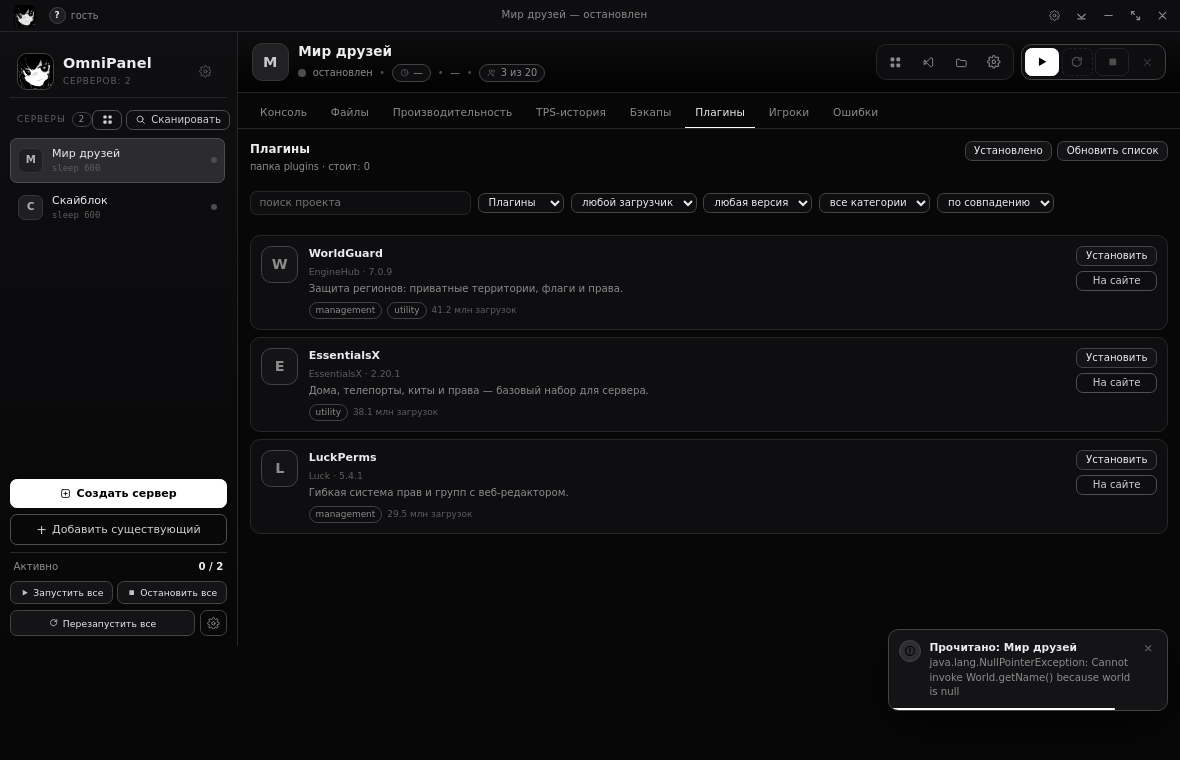 ? гость
Мир друзей — остановлен
OmniPanel
СЕРВЕРОВ: 2
СЕРВЕРЫ 2
Сканировать
M
Мир друзей
sleep 600
С
Скайблок
sleep 600
Создать сервер
Добавить существующий
Активно 0 / 2
Запустить все
Остановить все
Перезапустить все
M
Мир друзей
остановлен • — • — • 3 из 20
Консоль Файлы Производительность TPS-история Бэкапы Плагины Игроки Ошибки
Плагины
папка plugins · стоит: 0
Установлено Обновить список
поиск проекта Плагины любой загрузчик любая версия все категории по совпадению
W
WorldGuard
EngineHub · 7.0.9
Защита регионов: приватные территории, флаги и права.
management utility 41.2 млн загрузок
Установить
На сайте
E
EssentialsX
EssentialsX · 2.20.1
Дома, телепорты, киты и права — базовый набор для сервера.
utility 38.1 млн загрузок
Установить
На сайте
L
LuckPerms
Luck · 5.4.1
Гибкая система прав и групп с веб-редактором.
management 29.5 млн загрузок
Установить
На сайте
Прочитано: Мир друзей
java.lang.NullPointerException: Cannot
invoke World.getName() because world
is null